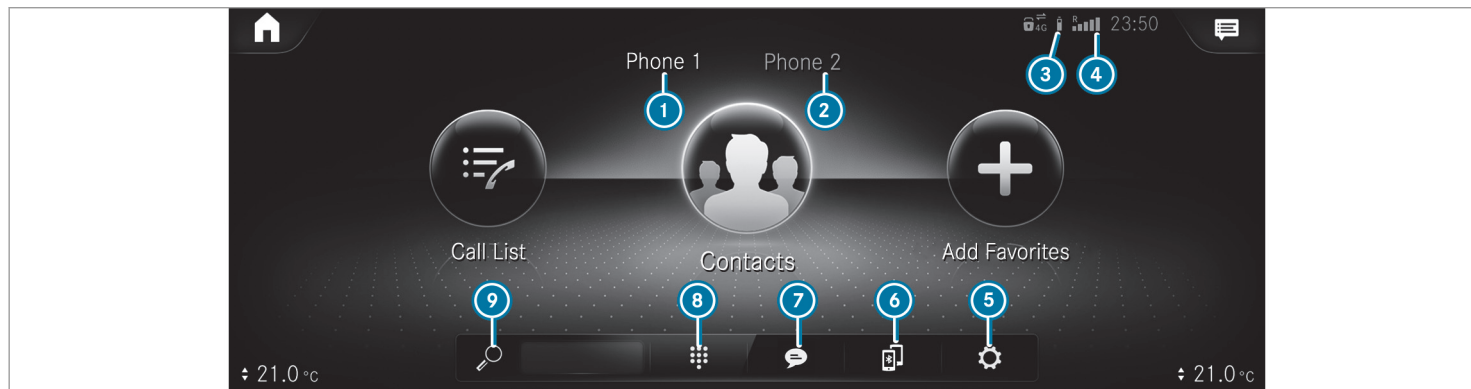 4G R 23:50
Phone 1 Phone 2
3 4
1 2
Call List Contacts Add Favorites
9 8 7 6 5
21.0 °C 21.0 °C